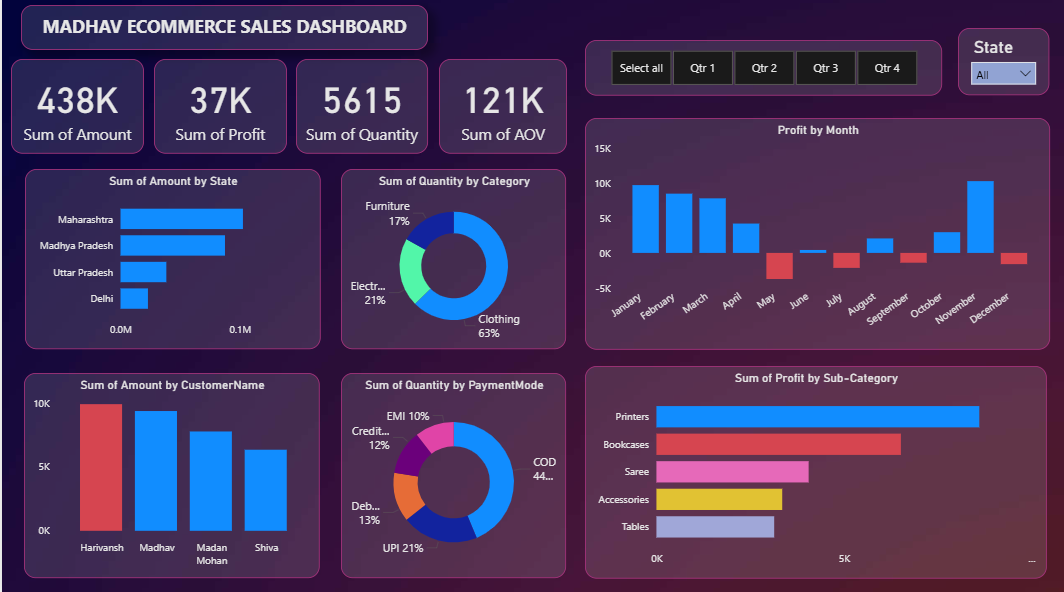 MADHAV ECOMMERCE SALES DASHBOARD
438K
Sum of Amount
37K
Sum of Profit
5615
Sum of Quantity
121K
Sum of AOV
Select all
Qtr 1
Qtr 2
Qtr 3
Qtr 4
State
All
Sum of Amount by State
Maharashtra
Madhya Pradesh
Uttar Pradesh
Delhi
0.0M 0.1M
Sum of Quantity by Category
Furniture
17%
Electr...
21%
Clothing
63%
Profit by Month
15K
10K
5K
0K
-5K
January February March April May June July August September October November December
Sum of Amount by CustomerName
10K
5K
0K
Harivansh
Madhav
Madan
Mohan
Shiva
Sum of Quantity by PaymentMode
EMI 10%
Credit...
12%
Deb...
13%
UPI 21%
COD
44...
Sum of Profit by Sub-Category
Printers
Bookcases
Saree
Accessories
Tables
0K 5K ...